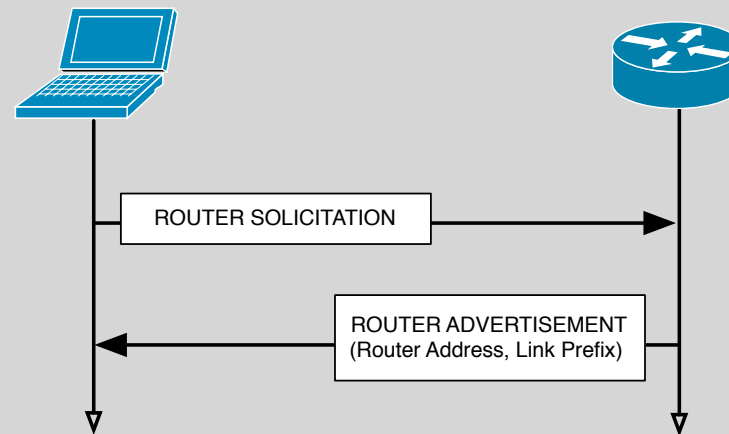 ROUTER SOLICITATION
ROUTER ADVERTISEMENT
(Router Address, Link Prefix)